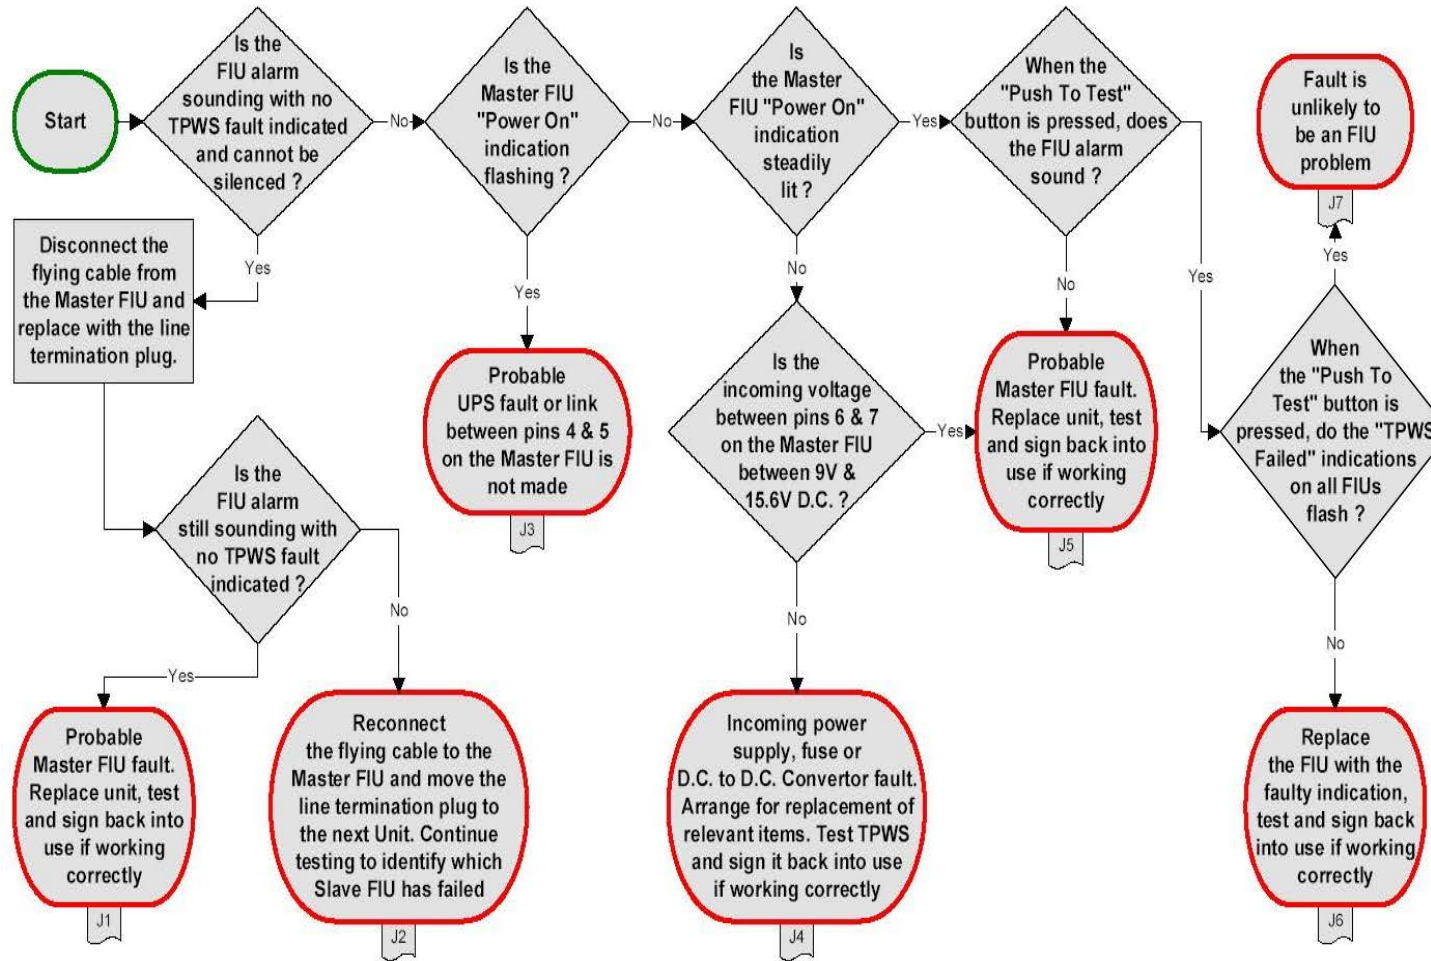 Start
Is the
FIU alarm
sounding with no
TPWS fault indicated
and cannot be
silenced ?
No
Is the
Master FIU
"Power On"
indication
flashing ?
No
Is
the Master
FIU "Power On"
indication
steadily
lit ?
Yes
When the
"Push To Test"
button is pressed, does
the FIU alarm
sound ?
Fault is
unlikely to
be an FIU
problem
J7
Yes
Yes
Disconnect the
flying cable from
the Master FIU and
replace with the line
termination plug.
Yes
Yes
No
No
Probable
UPS fault or link
between pins 4 & 5
on the Master FIU is
not made
J3
Is the
incoming voltage
between pins 6 & 7
on the Master FIU
between 9V &
15.6V D.C. ?
Yes
Probable
Master FIU fault.
Replace unit, test
and sign back into
use if working
correctly
J5
When
the "Push To
Test" button is
pressed, do the "TPWS
Failed" indications
on all FIUs
flash ?
Is the
FIU alarm
still sounding with
no TPWS fault
indicated ?
No
Yes
No
No
Probable
Master FIU fault.
Replace unit, test
and sign back into
use if working
correctly
J1
Reconnect
the flying cable to the
Master FIU and move the
line termination plug to
the next Unit. Continue
testing to identify which
Slave FIU has failed
J2
Incoming power
supply, fuse or
D.C. to D.C. Convertor fault.
Arrange for replacement of
relevant items. Test TPWS
and sign it back into use
if working correctly
J4
Replace
the FIU with the
faulty indication,
test and sign back
into use if working
correctly
J6